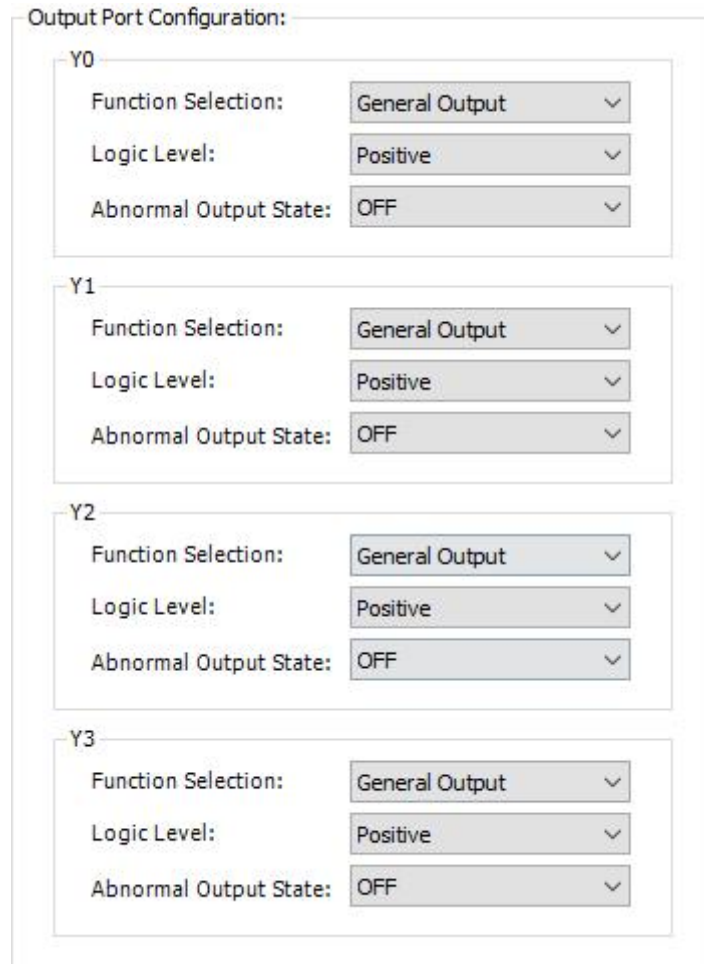 Output Port Configuration:
Y0
Function Selection: General Output
Logic Level: Positive
Abnormal Output State: OFF
Y1
Function Selection: General Output
Logic Level: Positive
Abnormal Output State: OFF
Y2
Function Selection: General Output
Logic Level: Positive
Abnormal Output State: OFF
Y3
Function Selection: General Output
Logic Level: Positive
Abnormal Output State: OFF